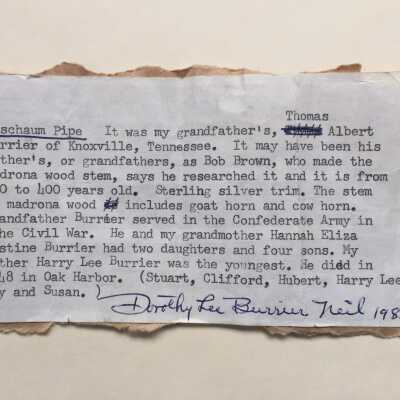 Thomas
schaum Pipe It was my grandfather's, Albert
rrier of Knoxville, Tennessee. It may have been his
ther's, or grandfathers, as Bob Brown, who made the
drona wood stem, says he researched it and it is from
0 to 400 years old. Sterling silver trim. The stem
madrona wood includes goat horn and cow horn.
andfather Burrier served in the Confederate Army in
he Civil War. He and my grandmother Hannah Eliza
stine Burrier had two daughters and four sons. My
ther Harry Lee Burrier was the youngest. He died in
48 in Oak Harbor. (Stuart, Clifford, Hubert, Harry Lee
y and Susan.
Dorothy Lee Burrier Neil 198